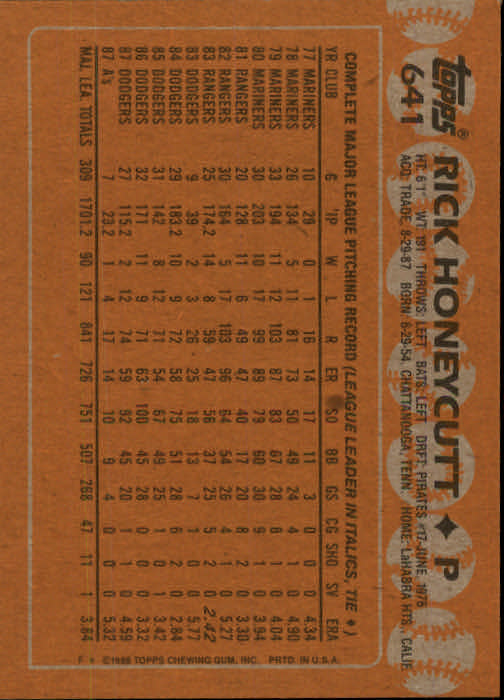 topps® RICK HONEYCUTT ♦ P
641 HT: 6'1" WT: 191 THROWS: LEFT BATS: LEFT DRFT: PIRATES #17-JUNE, 1976
ACQ: TRADE, 8-29-87 BORN: 6-29-54, CHATTANOOGA, TENN. HOME: LaHABRA HTS., CALIF.
COMPLETE MAJOR LEAGUE PITCHING RECORD (LEAGUE LEADER IN ITALICS, TIE ♦)
YR CLUB G IP W L R ER SO BB GS CG SHO SV ERA
77 MARINERS 10 29 0 1 16 14 17 11 3 0 0 0 4.34
78 MARINERS 26 134 5 11 81 73 50 49 24 4 1 0 4.90
79 MARINERS 33 194 11 12 103 87 83 67 28 8 1 0 4.04
80 MARINERS 30 203 10 17 99 89 79 60 30 9 1 0 3.94
81 RANGERS 20 128 11 6 49 47 40 17 20 8 2 0 3.30
82 RANGERS 30 164 5 17 103 96 64 54 26 4 1 0 5.27
83 RANGERS 25 174.2 14 8 59 47 56 37 25 5 2 0 2.42
83 DODGERS 9 39 2 3 26 25 18 13 7 1 0 0 5.77
84 DODGERS 29 183.2 10 9 72 58 75 51 28 6 2 0 2.84
85 DODGERS 31 142 8 12 71 54 67 49 25 1 0 1 3.42
86 DODGERS 32 171 11 9 71 63 100 45 28 0 0 0 3.32
87 DODGERS 27 115.2 2 12 74 59 92 45 20 1 1 0 4.59
87 A's 7 23.2 1 4 17 14 10 9 4 0 0 0 5.32
MAJ. LEA. TOTALS 309 1701.2 90 121 841 726 751 507 268 47 11 1 3.84
F * ©1988 TOPPS CHEWING GUM, INC. PRTD. IN U.S.A.